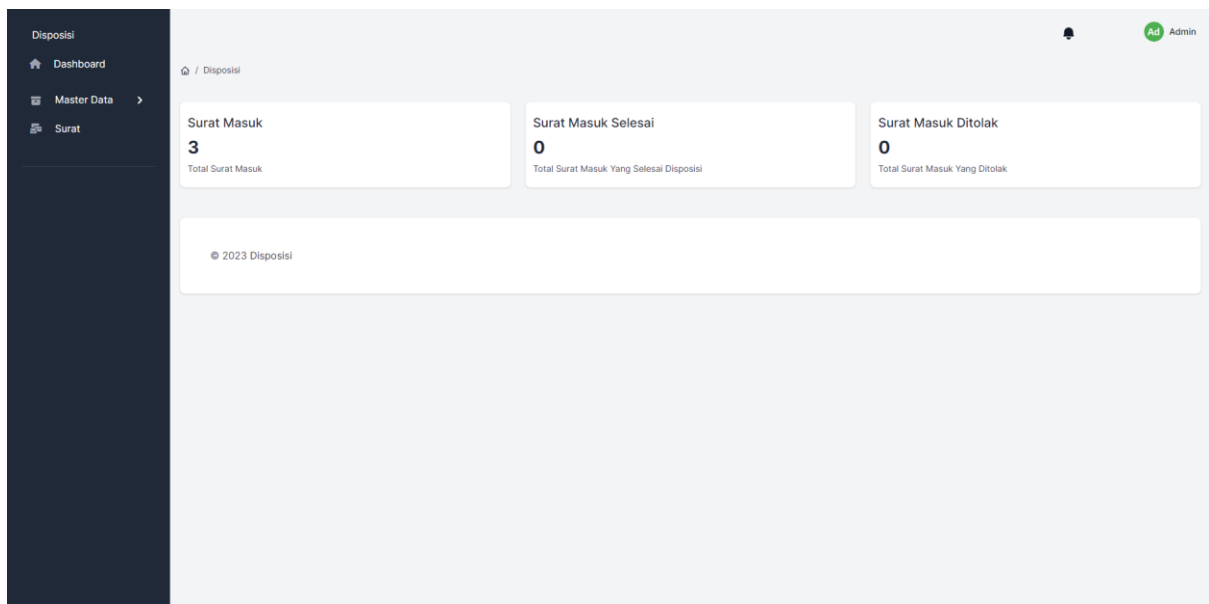 Disposisi
Dashboard
Master Data
Surat
Ad Admin
/ Disposisi
Surat Masuk
3
Total Surat Masuk
Surat Masuk Selesai
0
Total Surat Masuk Yang Selesai Disposisi
Surat Masuk Ditolak
0
Total Surat Masuk Yang Ditolak
© 2023 Disposisi